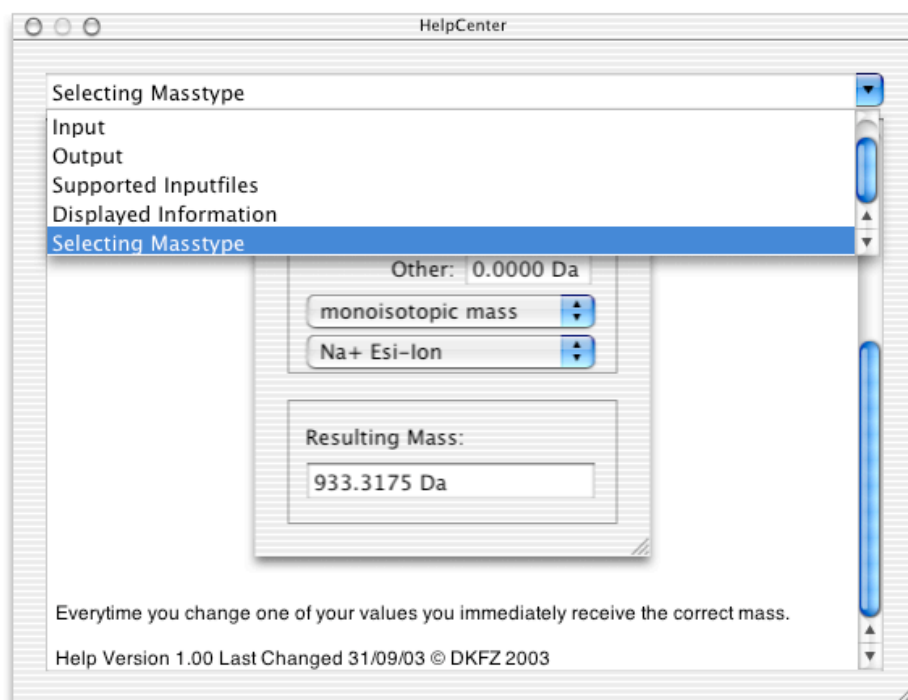 HelpCenter
Selecting Masstype
Input
Output
Supported Inputfiles
Displayed Information
Selecting Masstype
Other: 0.0000 Da
monoisotopic mass
Na+ Esi-Ion
Resulting Mass:
933.3175 Da
Everytime you change one of your values you immediately receive the correct mass.
Help Version 1.00 Last Changed 31/09/03 © DKFZ 2003